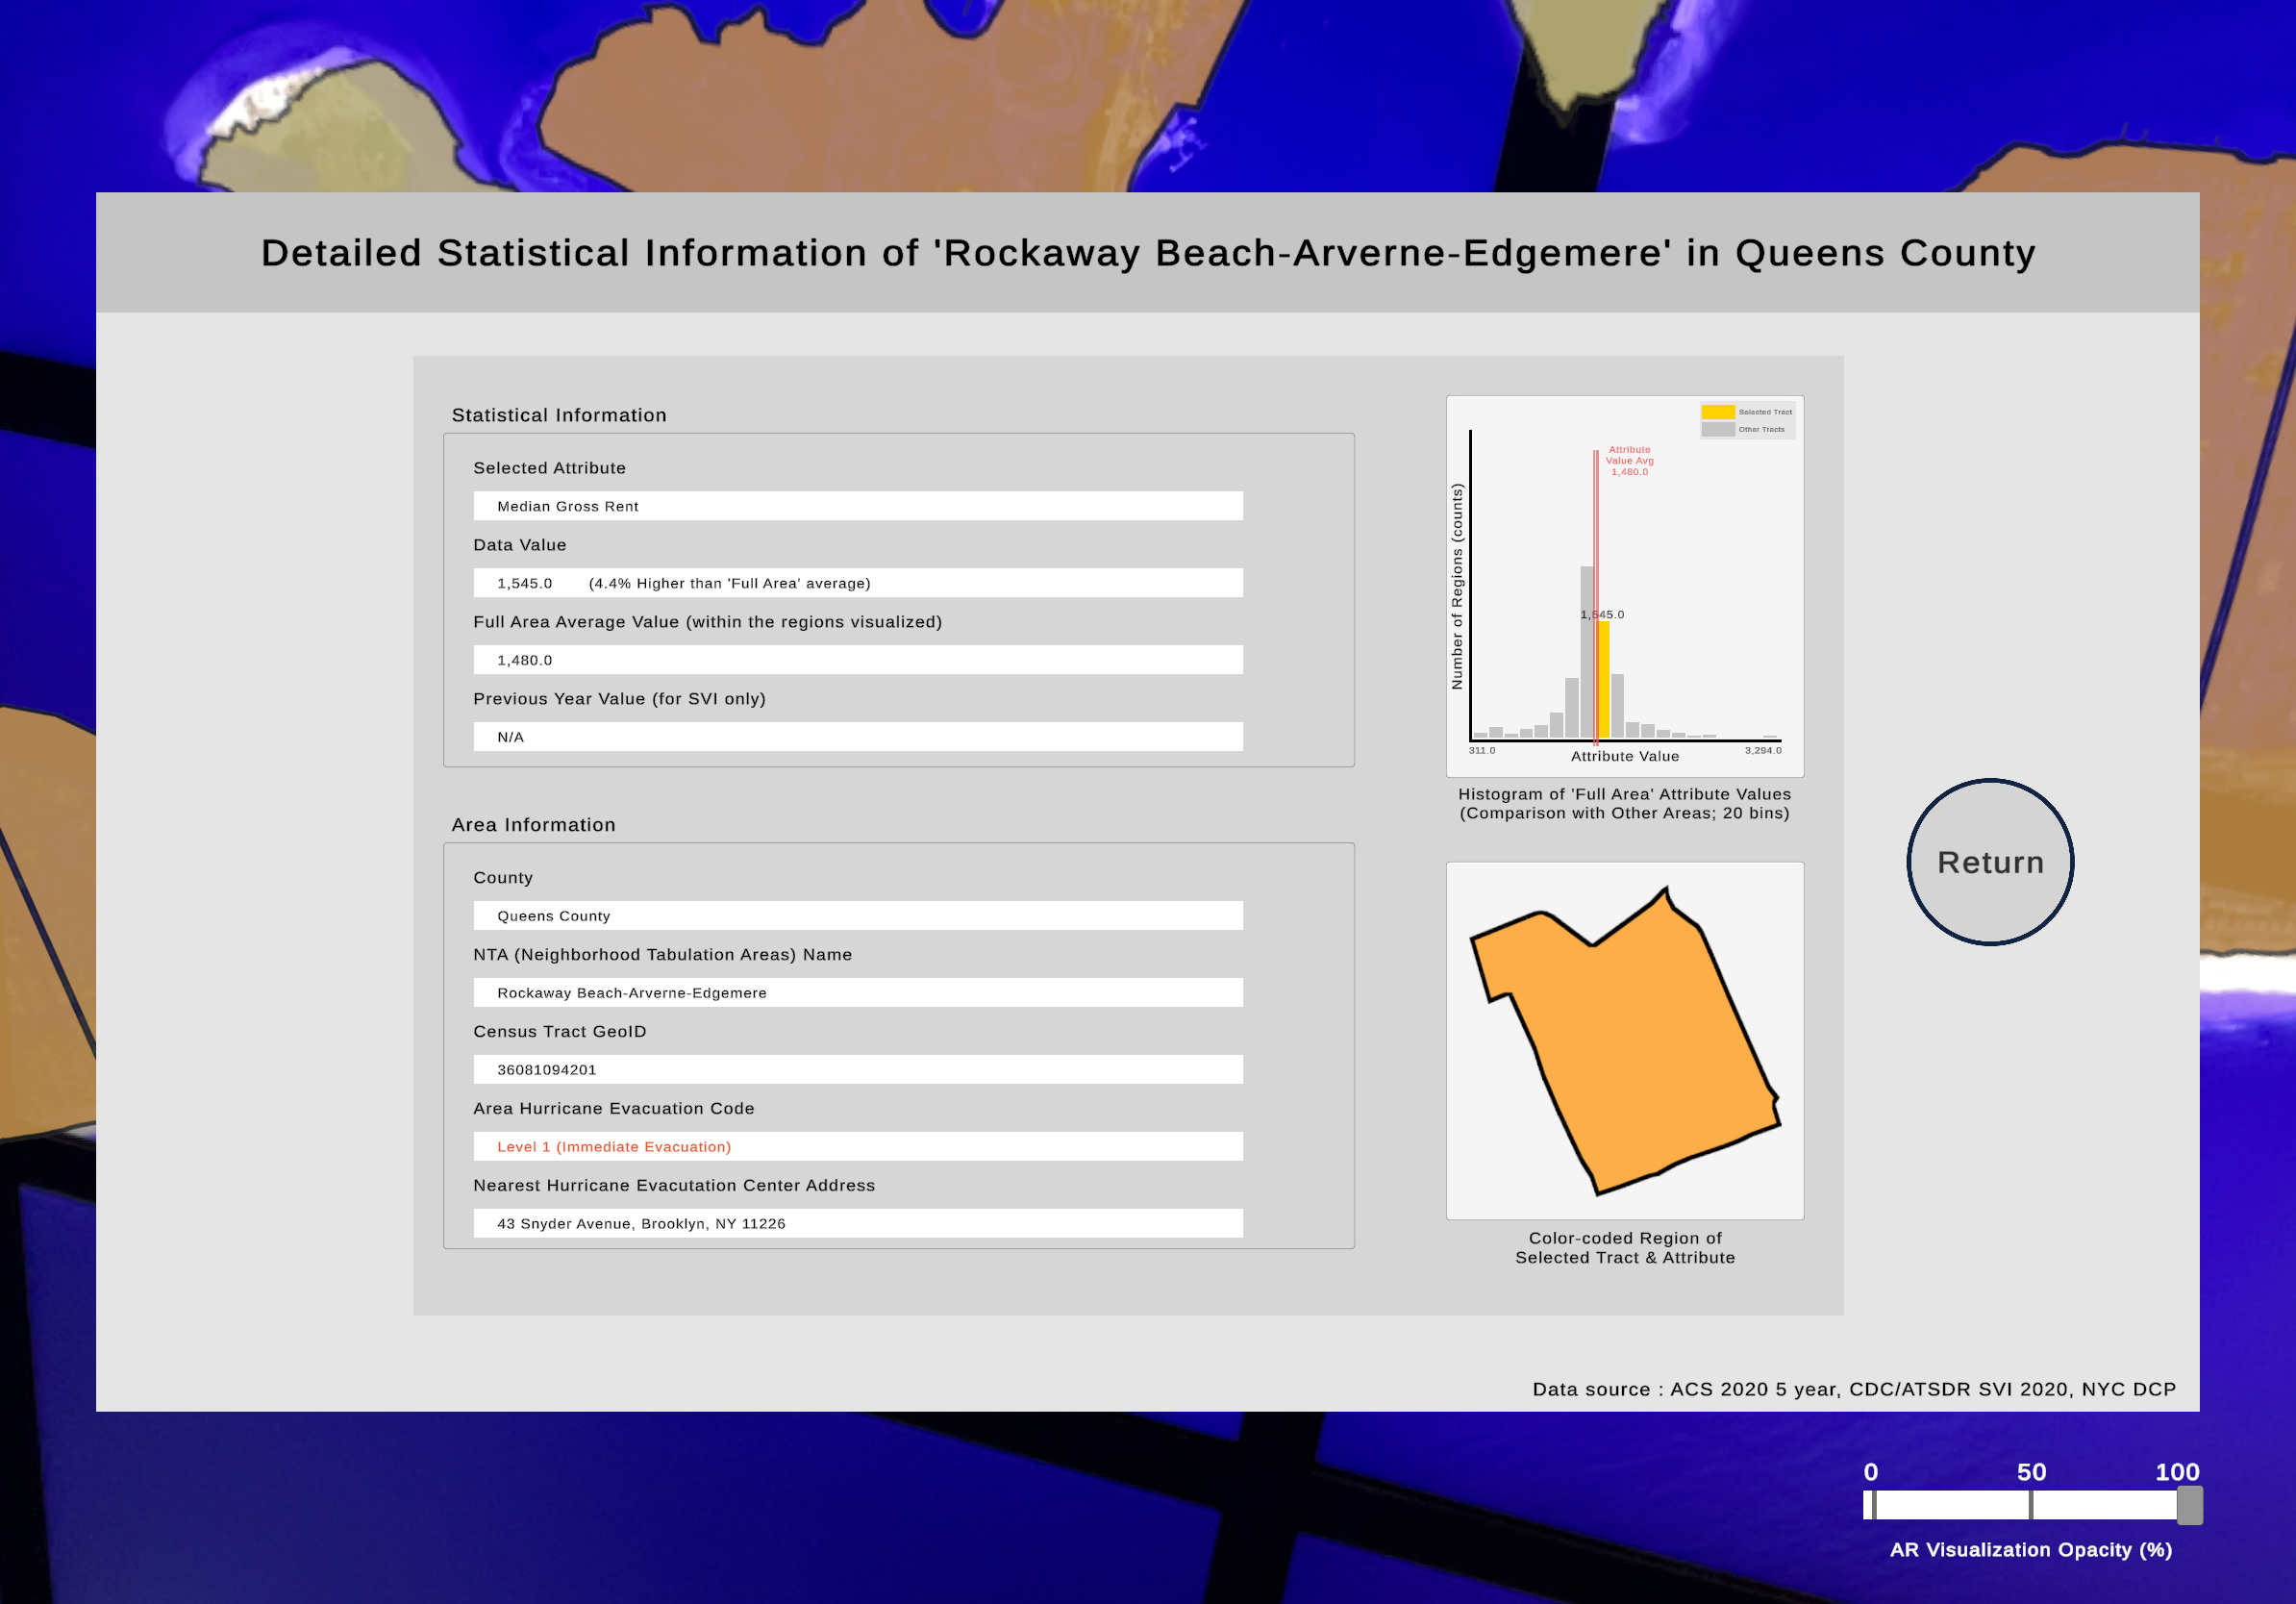 Detailed Statistical Information of 'Rockaway Beach-Arverne-Edgemere' in Queens County
Statistical Information
Selected Attribute
Median Gross Rent
Data Value
1,545.0 (4.4% Higher than 'Full Area' average)
Full Area Average Value (within the regions visualized)
1,480.0
Previous Year Value (for SVI only)
N/A
Area Information
County
Queens County
NTA (Neighborhood Tabulation Areas) Name
Rockaway Beach-Arverne-Edgemere
Census Tract GeoID
36081094201
Area Hurricane Evacuation Code
Level 1 (Immediate Evacuation)
Nearest Hurricane Evacutation Center Address
43 Snyder Avenue, Brooklyn, NY 11226
Selected Tract
Other Tracts
Attribute
Value Avg
1,480.0
Number of Regions (counts)
1,545.0
311.0
Attribute Value
3,294.0
Histogram of 'Full Area' Attribute Values
(Comparison with Other Areas; 20 bins)
Color-coded Region of
Selected Tract & Attribute
Return
Data source : ACS 2020 5 year, CDC/ATSDR SVI 2020, NYC DCP
0 50 100
AR Visualization Opacity (%)